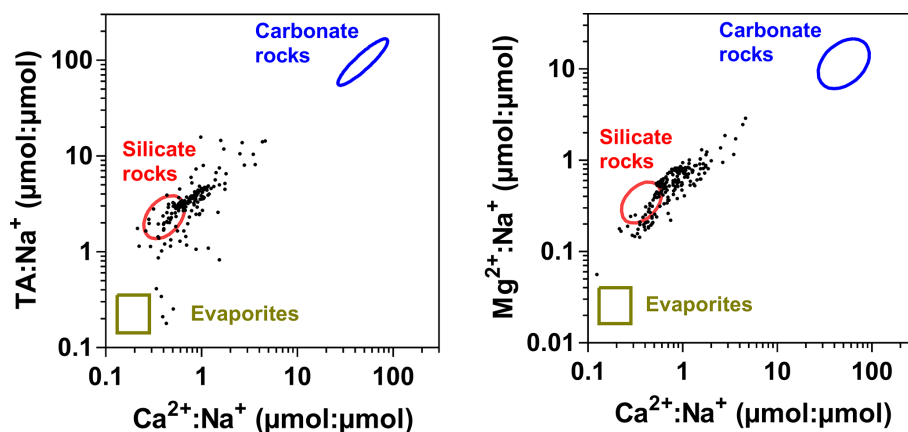 TA:Na⁺ (μmol:μmol)
100
10
1
0.1
Carbonate
rocks
Silicate
rocks
Evaporites
0.1 1 10 100
Ca²⁺:Na⁺ (μmol:μmol)
Mg²⁺:Na⁺ (μmol:μmol)
10
1
0.1
0.01
Carbonate
rocks
Silicate
rocks
Evaporites
0.1 1 10 100
Ca²⁺:Na⁺ (μmol:μmol)